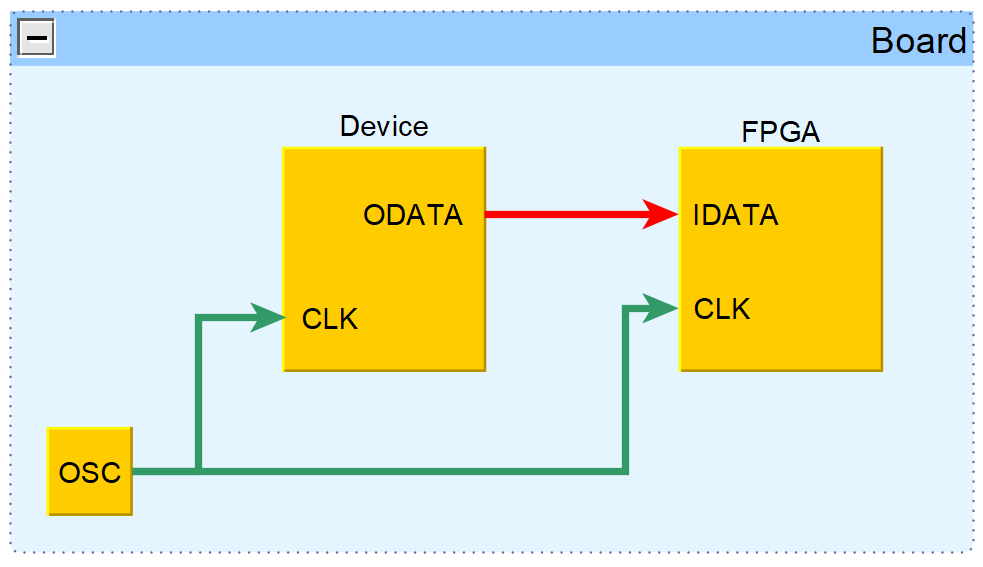 Board
Device
FPGA
ODATA
IDATA
CLK
CLK
OSC